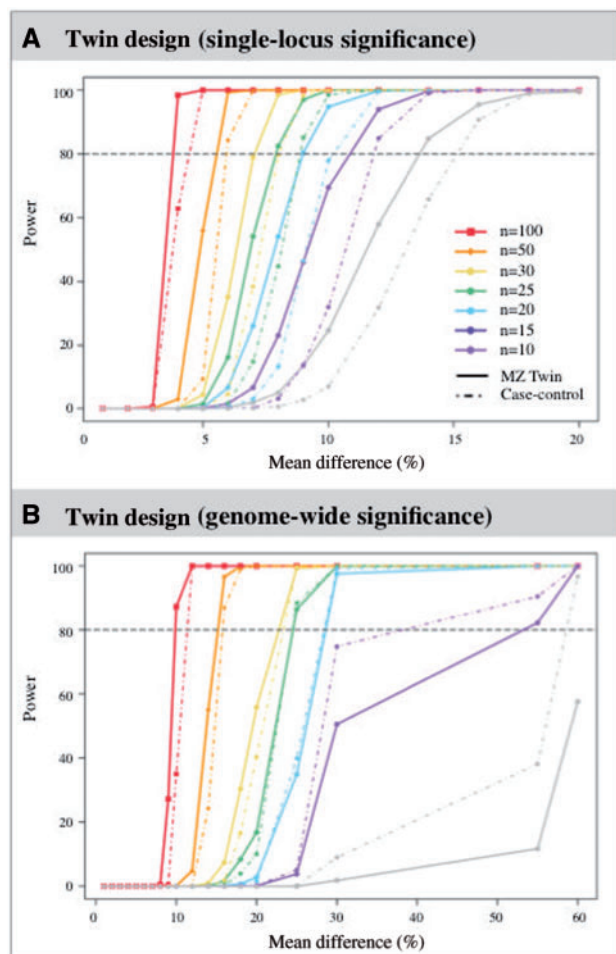 A Twin design (single-locus significance)
100
80
60
40
20
0
Power
n=100
n=50
n=30
n=25
n=20
n=15
n=10
MZ Twin
Case-control
0 5 10 15 20
Mean difference (%)
B Twin design (genome-wide significance)
100
80
60
40
20
0
Power
0 10 20 30 40 50 60
Mean difference (%)